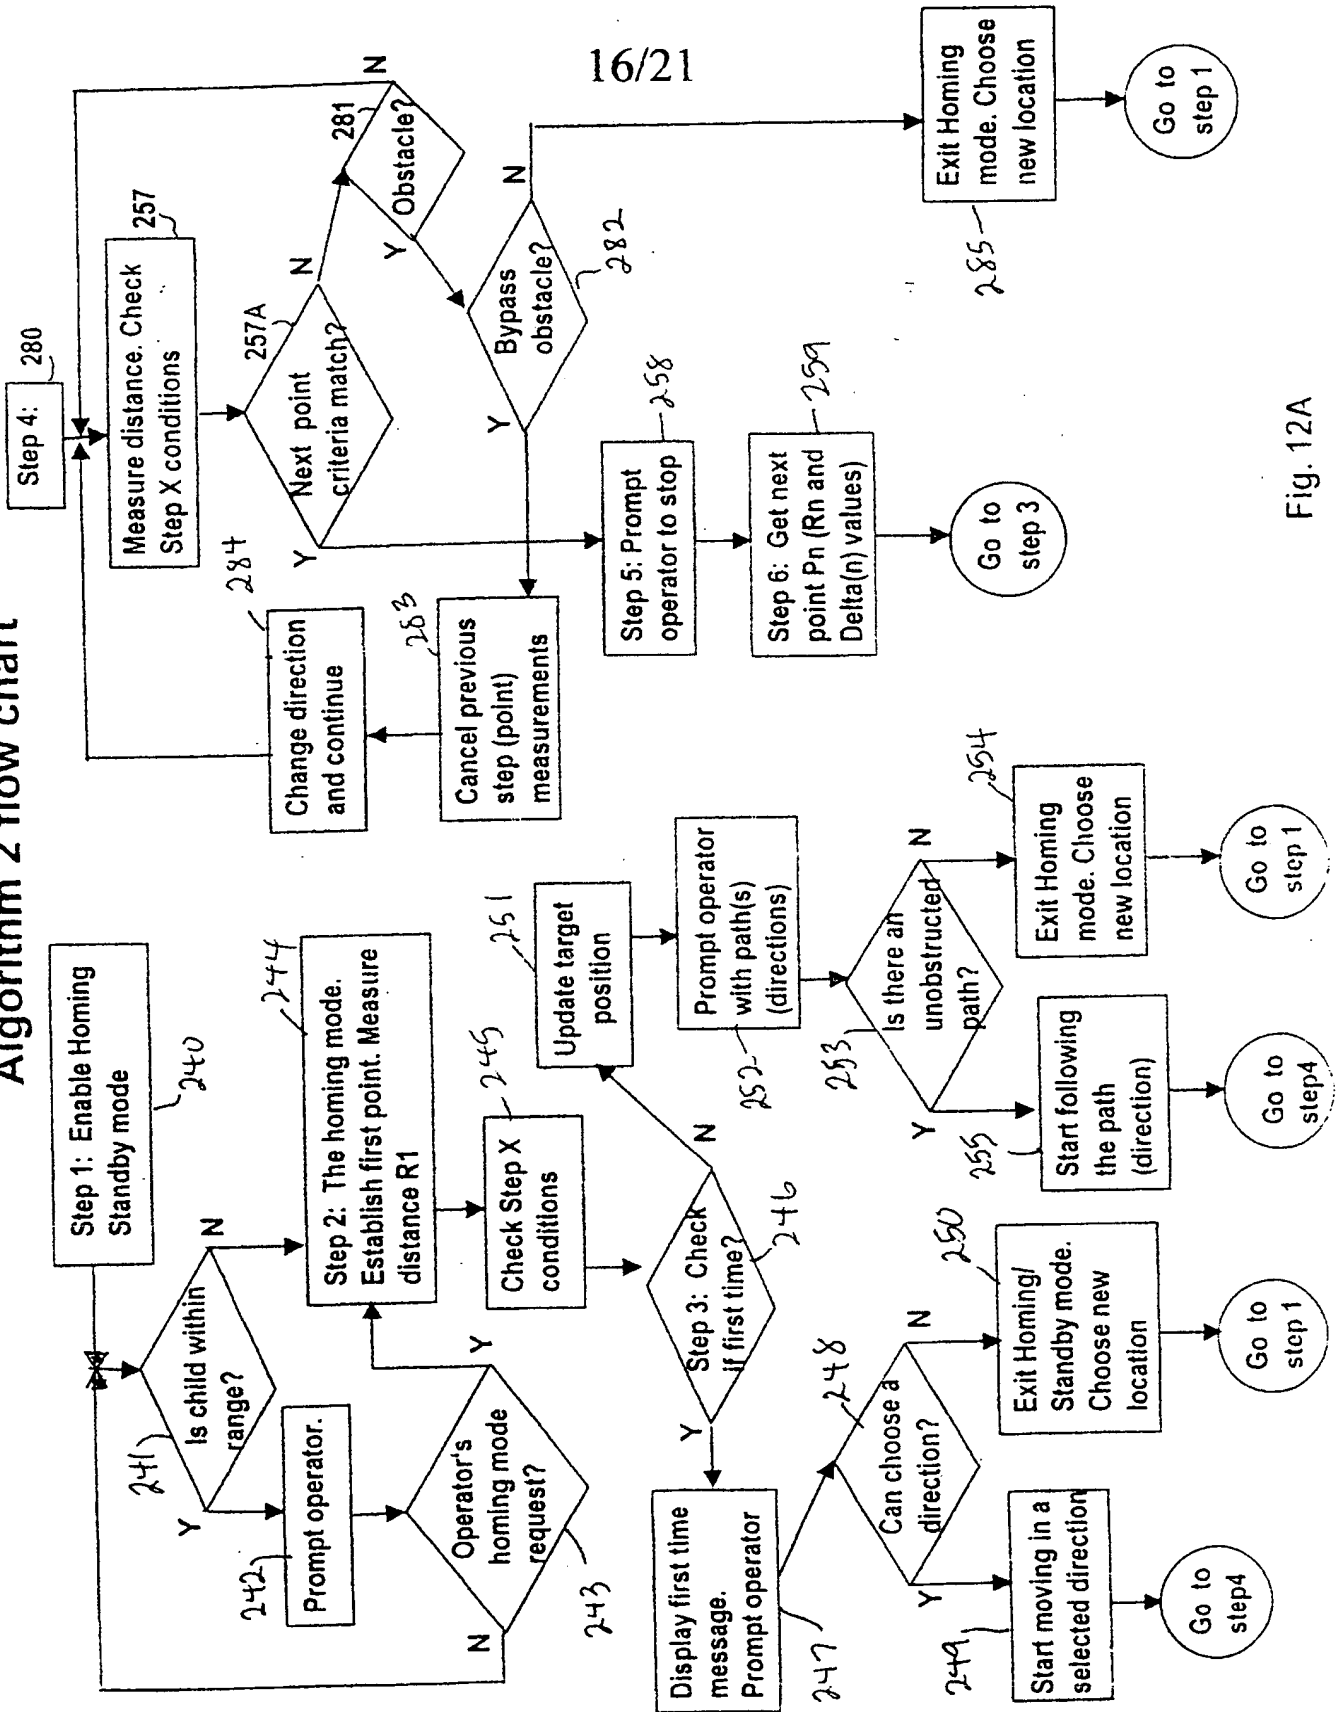 Algorithm 2 flow chart
16/21
Step 1: Enable Homing
Standby mode
240
Is child within
range?
241
Y
N
Prompt operator.
242
Operator's
homing mode
request?
243
N
Y
Step 2: The homing mode.
Establish first point. Measure
distance R1
244
Check Step X
conditions
245
Step 3: Check
if first time?
246
Y
N
Display first time
message.
Prompt operator
247
Can choose a
direction?
248
Y
N
Start moving in a
selected direction
249
Go to
step4
Exit Homing/
Standby mode.
Choose new
location
250
Go to
step1
Update target
position
251
Prompt operator
with path(s)
(directions)
252
Is there an
unobstructed
path?
253
Y
N
Start following
the path
(direction)
255
Go to
step4
Exit Homing
mode. Choose
new location
254
Go to
step1
Step 4:
280
Measure distance. Check
Step X conditions
257
Next point
criteria match?
257A
Y
N
Obstacle?
281
Y
N
Bypass
obstacle?
282
Y
N
Cancel previous
step (point)
measurements
283
Change direction
and continue
284
Step 5: Prompt
operator to stop
258
Step 6: Get next
point Pn (Rn and
Delta(n) values)
259
Go to
step 3
Exit Homing
mode. Choose
new location
285
Go to
step1
Fig. 12A